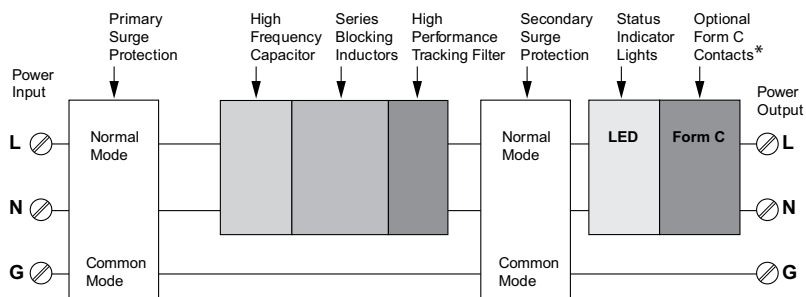 Primary
Surge
Protection
High
Frequency
Capacitor
Series
Blocking
Inductors
High
Performance
Tracking Filter
Secondary
Surge
Protection
Status
Indicator
Lights
Optional
Form C
Contacts*
Power
Input
Power
Output
L
Normal
Mode
Normal
Mode
LED
Form C
L
N
N
G
Common
Mode
Common
Mode
G